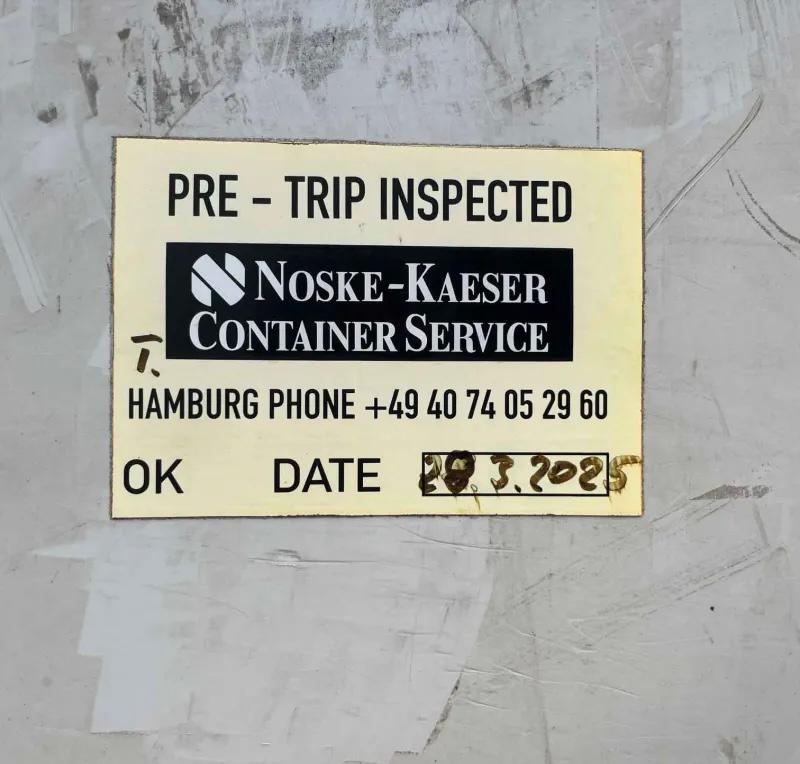 PRE - TRIP INSPECTED
NOSKE-KAESER
CONTAINER SERVICE
T.
HAMBURG PHONE +49 40 74 05 29 60
OK DATE 28.3.2025